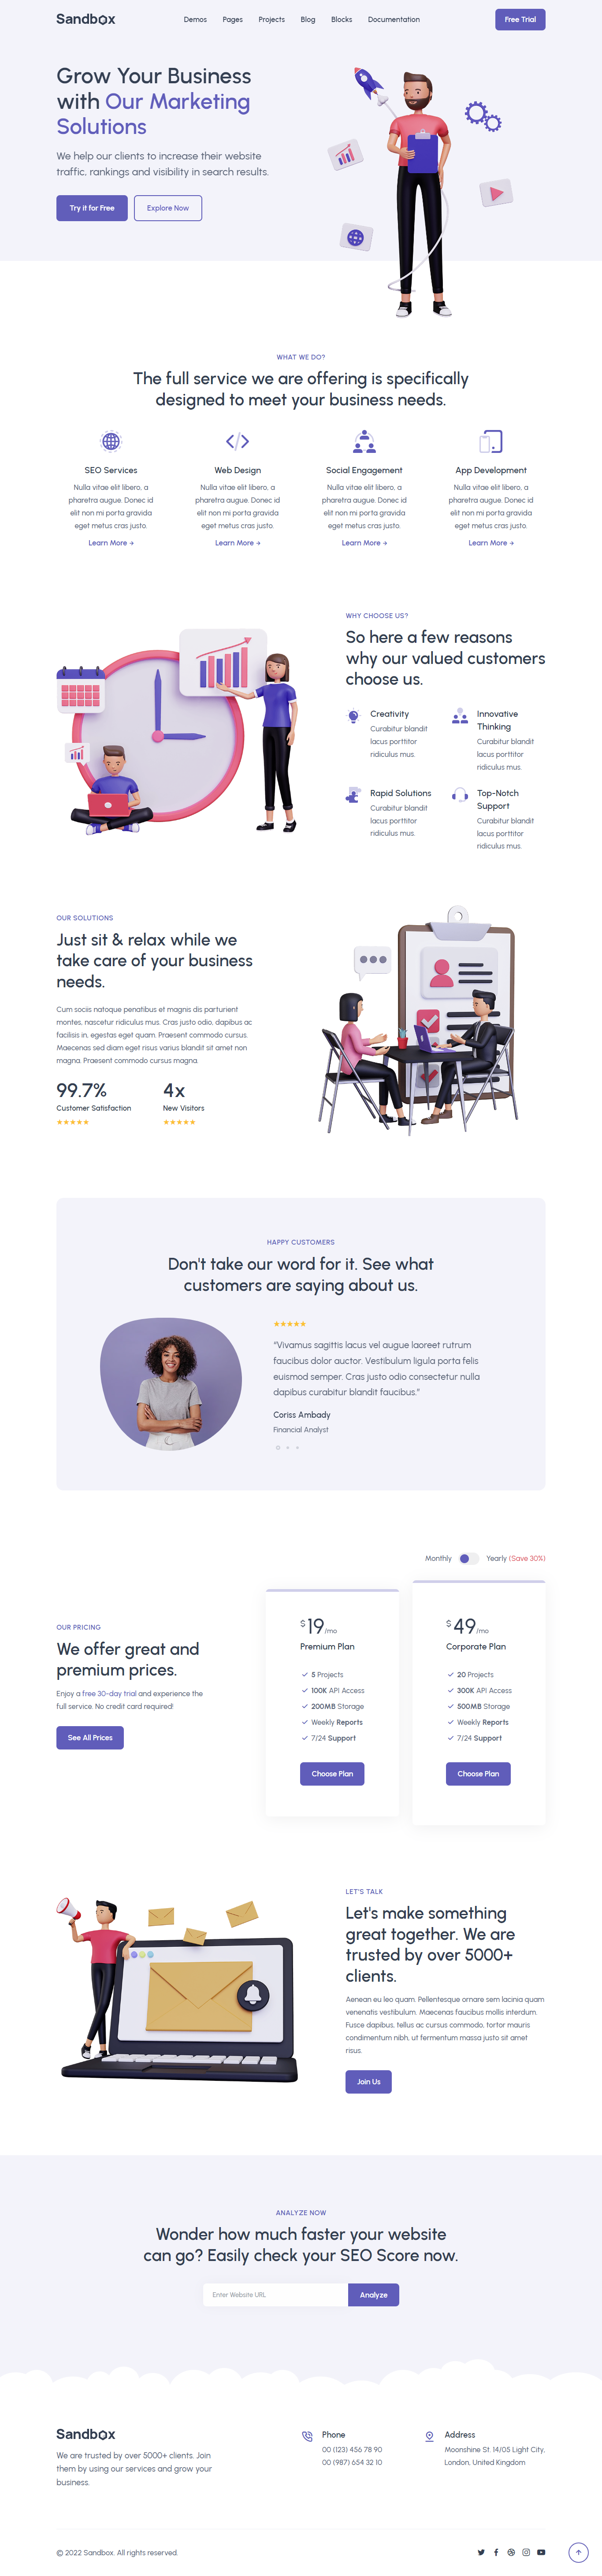 Sandbox
Demos
Pages
Projects
Blog
Blocks
Documentation
Free Trial
Grow Your Business
with Our Marketing
Solutions
We help our clients to increase their website
traffic, rankings and visibility in search results.
Try it for Free
Explore Now
WHAT WE DO?
The full service we are offering is specifically
designed to meet your business needs.
SEO Services
Nulla vitae elit libero, a
pharetra augue. Donec id
elit non mi porta gravida
eget metus cras justo.
Learn More →
Web Design
Nulla vitae elit libero, a
pharetra augue. Donec id
elit non mi porta gravida
eget metus cras justo.
Learn More →
Social Engagement
Nulla vitae elit libero, a
pharetra augue. Donec id
elit non mi porta gravida
eget metus cras justo.
Learn More →
App Development
Nulla vitae elit libero, a
pharetra augue. Donec id
elit non mi porta gravida
eget metus cras justo.
Learn More →
WHY CHOOSE US?
So here a few reasons
why our valued customers
choose us.
Creativity
Curabitur blandit
lacus porttitor
ridiculus mus.
Innovative
Thinking
Curabitur blandit
lacus porttitor
ridiculus mus.
Rapid Solutions
Curabitur blandit
lacus porttitor
ridiculus mus.
Top-Notch
Support
Curabitur blandit
lacus porttitor
ridiculus mus.
OUR SOLUTIONS
Just sit & relax while we
take care of your business
needs.
Cum sociis natoque penatibus et magnis dis parturient
montes, nascetur ridiculus mus. Cras justo odio, dapibus ac
facilisis in, egestas eget quam. Praesent commodo cursus.
Maecenas sed diam eget risus varius blandit sit amet non
magna. Praesent commodo cursus magna.
99.7%
Customer Satisfaction
4x
New Visitors
HAPPY CUSTOMERS
Don't take our word for it. See what
customers are saying about us.
“Vivamus sagittis lacus vel augue laoreet rutrum
faucibus dolor auctor. Vestibulum ligula porta felis
euismod semper. Cras justo odio consectetur nulla
dapibus curabitur blandit faucibus.”
Coriss Ambady
Financial Analyst
Monthly
Yearly (Save 30%)
OUR PRICING
We offer great and
premium prices.
Enjoy a free 30-day trial and experience the
full service. No credit card required!
See All Prices
$19/mo
Premium Plan
5 Projects
100K API Access
200MB Storage
Weekly Reports
7/24 Support
Choose Plan
$49/mo
Corporate Plan
20 Projects
300K API Access
500MB Storage
Weekly Reports
7/24 Support
Choose Plan
LET'S TALK
Let's make something
great together. We are
trusted by over 5000+
clients.
Aenean eu leo quam. Pellentesque ornare sem lacinia quam
venenatis vestibulum. Maecenas faucibus mollis interdum.
Fusce dapibus, tellus ac cursus commodo, tortor mauris
condimentum nibh, ut fermentum massa justo sit amet
risus.
Join Us
ANALYZE NOW
Wonder how much faster your website
can go? Easily check your SEO Score now.
Enter Website URL
Analyze
Sandbox
We are trusted by over 5000+ clients. Join
them by using our services and grow your
business.
Phone
00 (123) 456 78 90
00 (987) 654 32 10
Address
Moonshine St. 14/05 Light City,
London, United Kingdom
© 2022 Sandbox. All rights reserved.